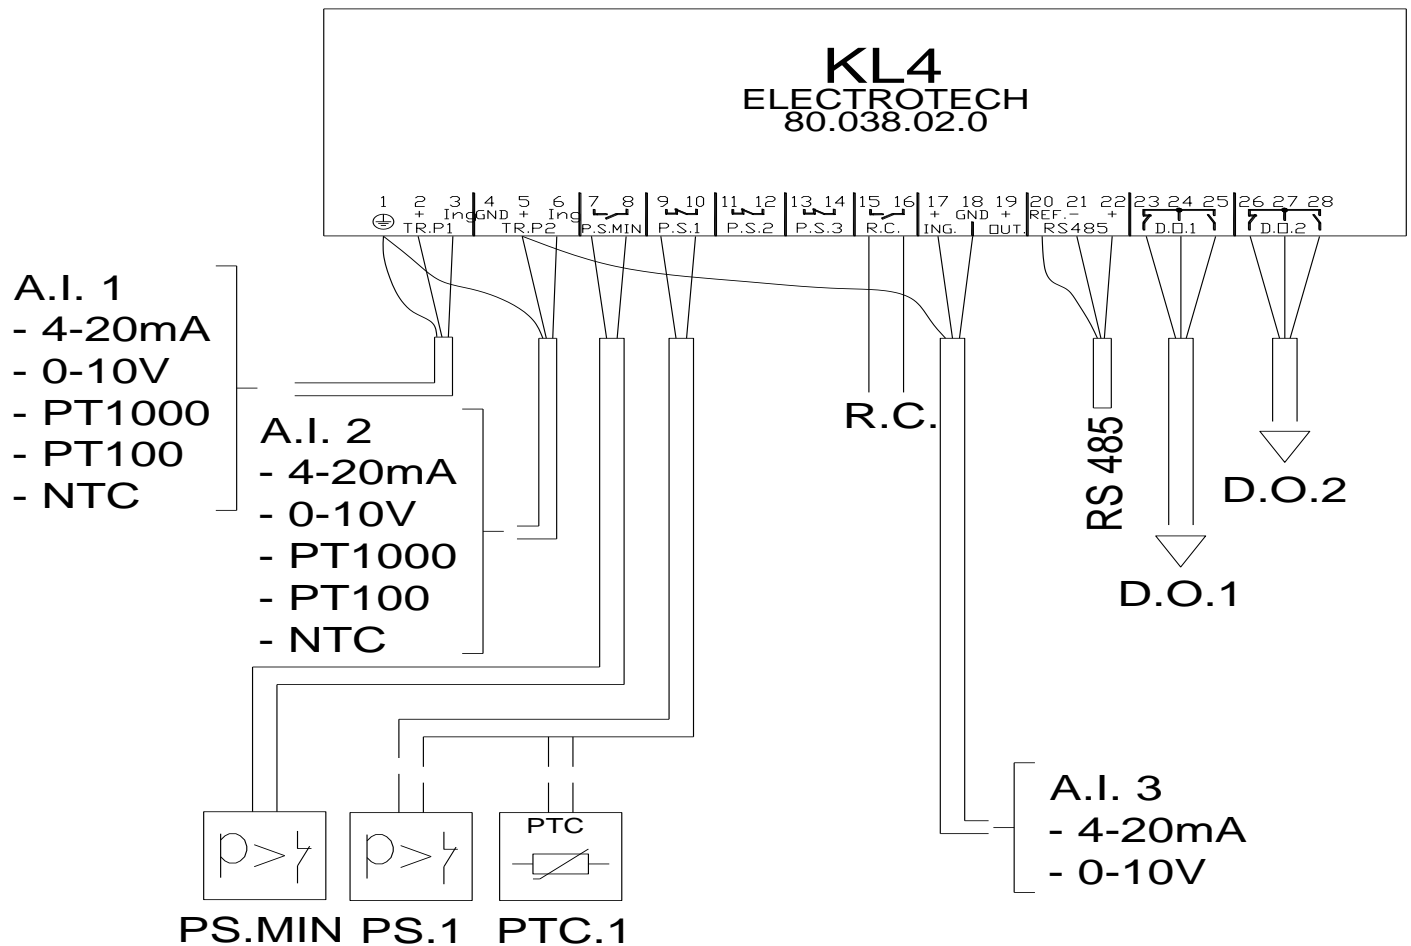 KL4
ELECTROTECH
80.038.02.0
1 2 3 4 5 6 7 8 9 10 11 12 13 14 15 16 17 18 19 20 21 22 23 24 25 26 27 28
+ Ing GND + Ing + GND + REF. - +
TR.P1 TR.P2 P.S.MIN P.S.1 P.S.2 P.S.3 R.C. ING. OUT. RS485 D.O.1 D.O.2
A.I. 1
- 4-20mA
- 0-10V
- PT1000
- PT100
- NTC
A.I. 2
- 4-20mA
- 0-10V
- PT1000
- PT100
- NTC
R.C.
RS 485
D.O.2
D.O.1
A.I. 3
- 4-20mA
- 0-10V
P>
P>
PTC
PS.MIN PS.1 PTC.1